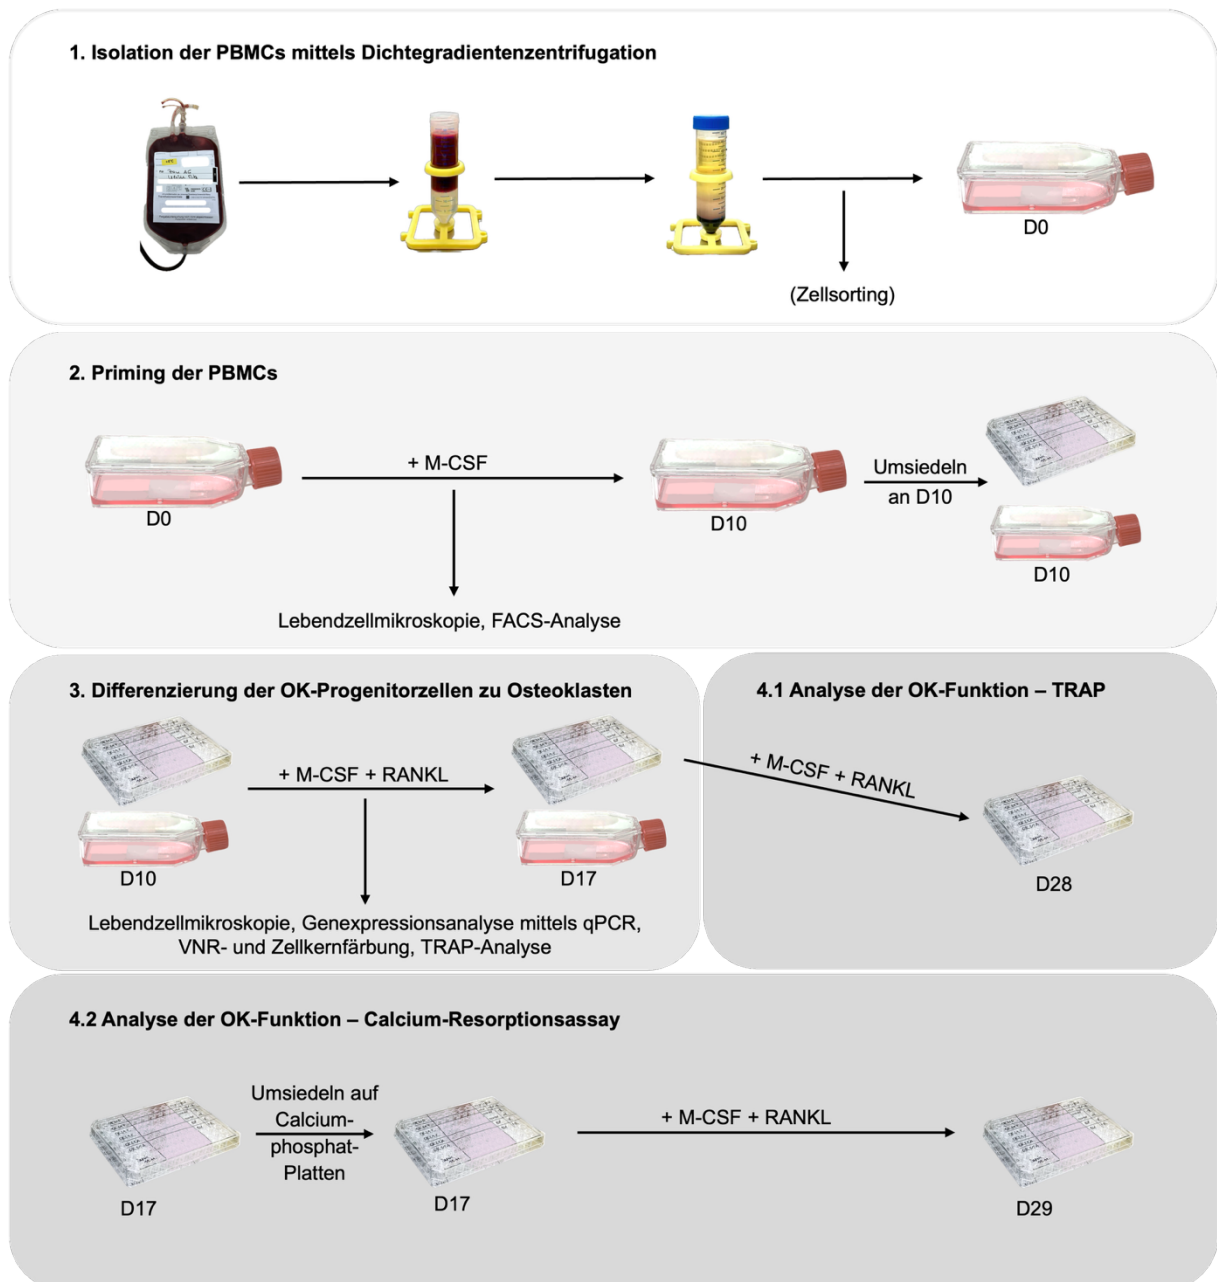 1. Isolation der PBMCs mittels Dichtegradientenzentrifugation
D0
(Zellsorting)
2. Priming der PBMCs
+ M-CSF
Umsiedeln
an D10
D0
D10
D10
Lebendzellmikroskopie, FACS-Analyse
3. Differenzierung der OK-Progenitorzellen zu Osteoklasten
+ M-CSF + RANKL
D10
D17
Lebendzellmikroskopie, Genexpressionsanalyse mittels qPCR,
VNR- und Zellkernfärbung, TRAP-Analyse
4.1 Analyse der OK-Funktion – TRAP
+ M-CSF + RANKL
D28
4.2 Analyse der OK-Funktion – Calcium-Resorptionsassay
Umsiedeln auf
Calcium-
phosphat-
Platten
+ M-CSF + RANKL
D17
D17
D29